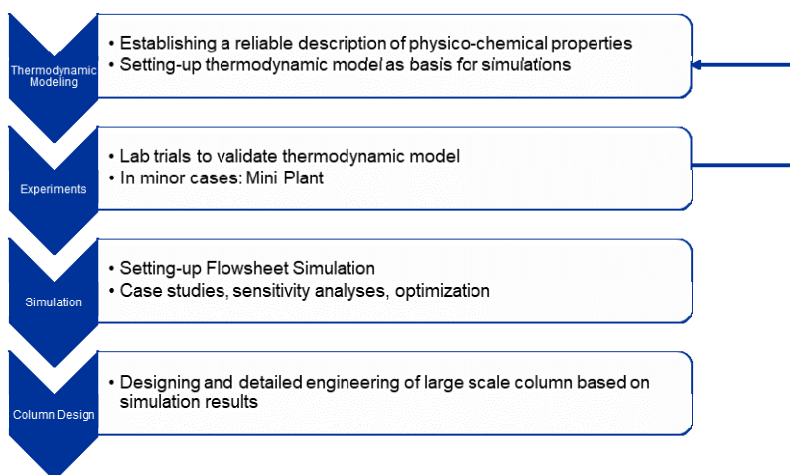 Thermodynamic
Modeling
• Establishing a reliable description of physico-chemical properties
• Setting-up thermodynamic model as basis for simulations
Experiments
• Lab trials to validate thermodynamic model
• In minor cases: Mini Plant
Simulation
• Setting-up Flowsheet Simulation
• Case studies, sensitivity analyses, optimization
Column Design
• Designing and detailed engineering of large scale column based on
simulation results